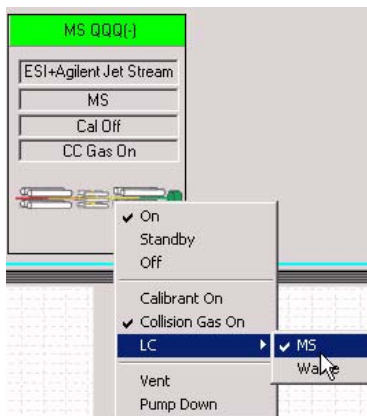 MS QQQ(-)
ESI+Agilent Jet Stream
MS
Cal Off
CC Gas On
On
Standby
Off
Calibrant On
Collision Gas On
LC
MS
Vent
Pump Down